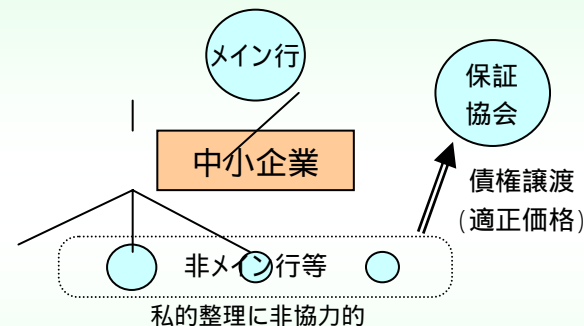 メイン行
保証
協会
中小企業
債権譲渡
(適正価格)
非メイン行等
私的整理に非協力的